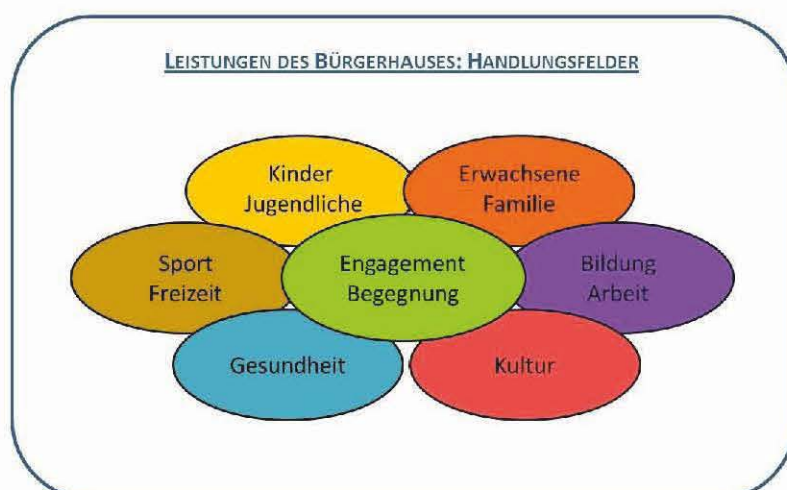 LEISTUNGEN DES BÜRGERHAUSES: HANDLUNGSFELDER
Kinder
Jugendliche
Erwachsene
Familie
Sport
Freizeit
Engagement
Begegnung
Bildung
Arbeit
Gesundheit
Kultur